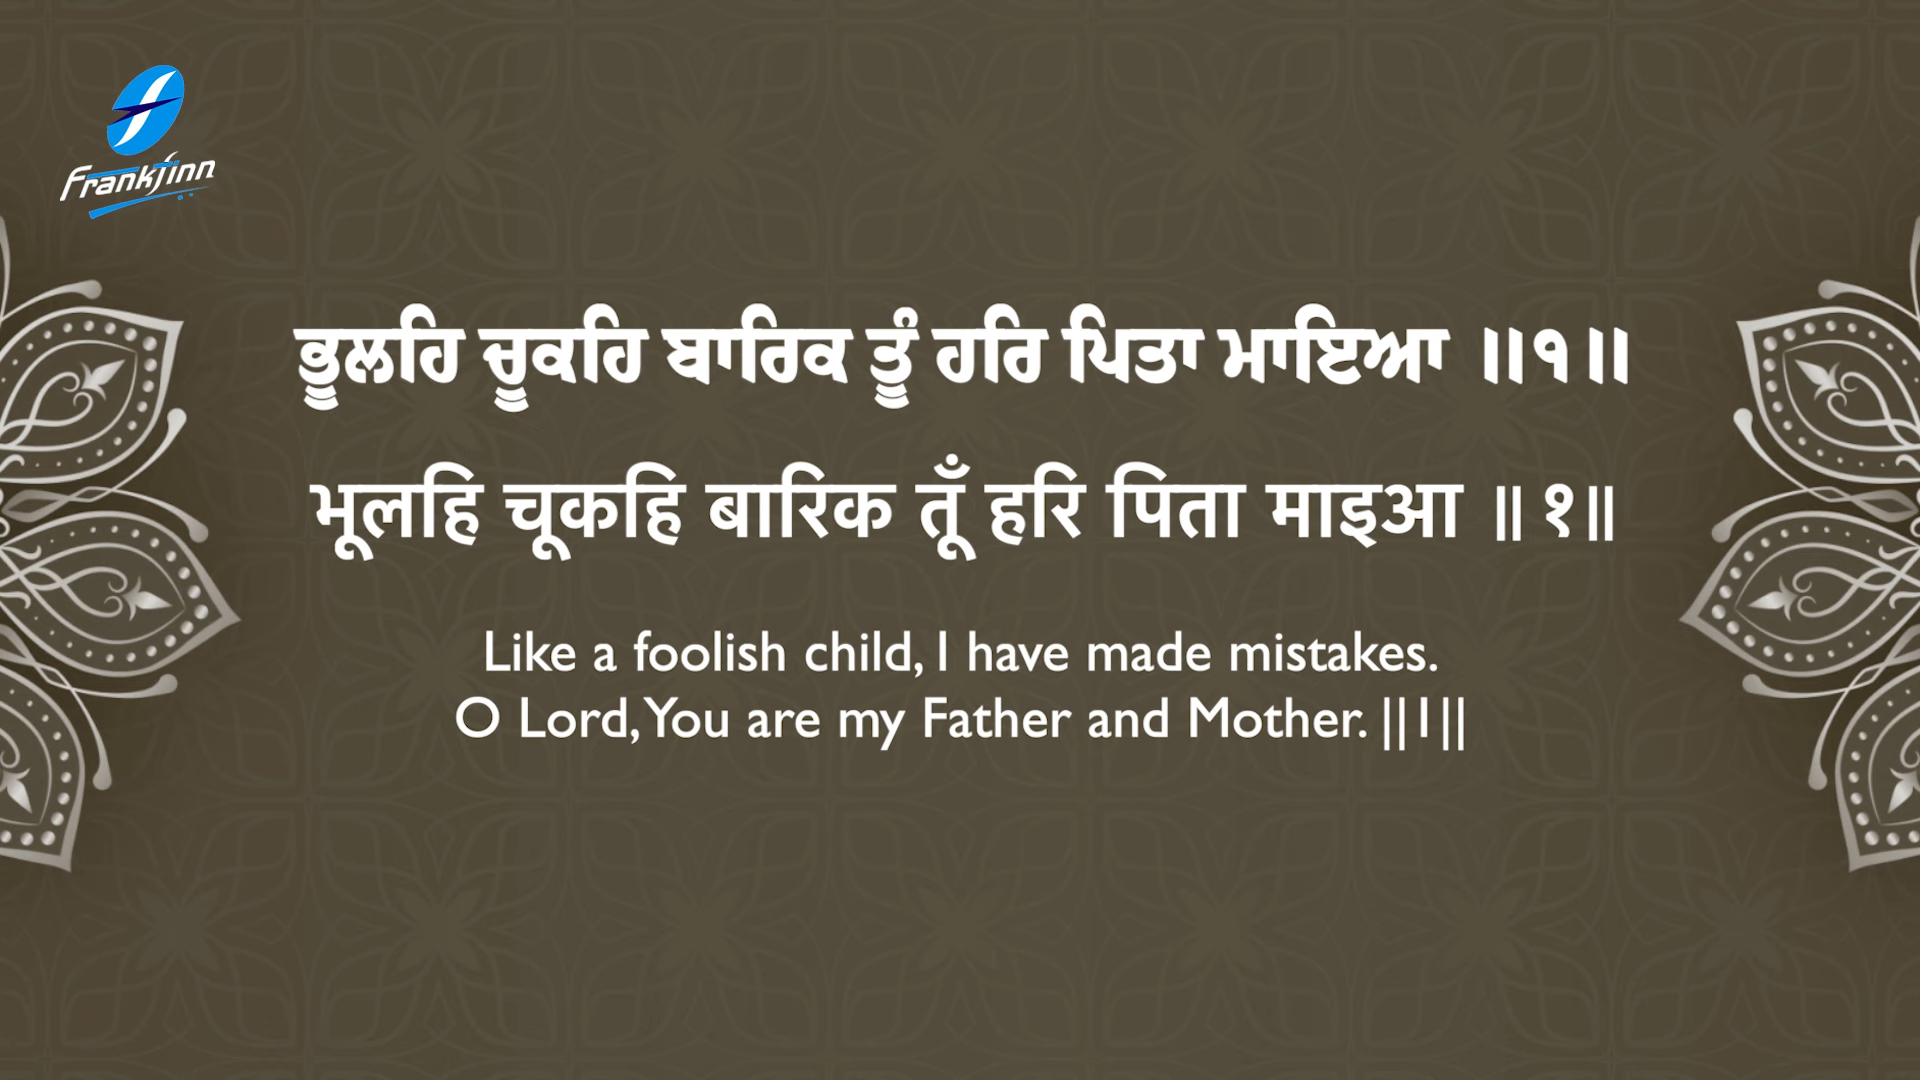 Frankfinn
ਭੂਲਹਿ ਚੂਕਹਿ ਬਾਰਿਕ ਤੂੰ ਹਰਿ ਪਿਤਾ ਮਾਇਆ ॥੧॥
भूलहि चूकहि बारिक तूँ हरि पिता माइआ ॥ १॥
Like a foolish child, I have made mistakes.
O Lord, You are my Father and Mother. ||1||